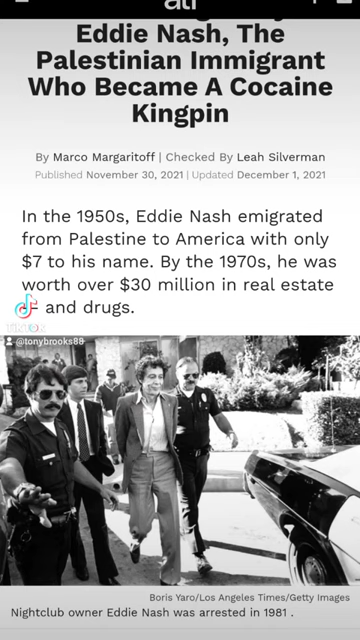 ati
Eddie Nash, The
Palestinian Immigrant
Who Became A Cocaine
Kingpin
By Marco Margaritoff | Checked By Leah Silverman
Published November 30, 2021 | Updated December 1, 2021
In the 1950s, Eddie Nash emigrated
from Palestine to America with only
$7 to his name. By the 1970s, he was
worth over $30 million in real estate
and drugs.
TikTok
@tonybrooks88
Boris Yaro/Los Angeles Times/Getty Images
Nightclub owner Eddie Nash was arrested in 1981 .